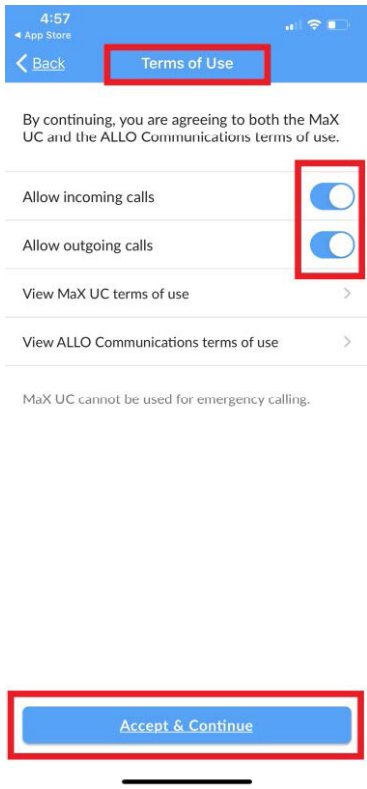 4:57
◄ App Store
Back
Terms of Use
By continuing, you are agreeing to both the MaX
UC and the ALLO Communications terms of use.
Allow incoming calls
Allow outgoing calls
View MaX UC terms of use
View ALLO Communications terms of use
MaX UC cannot be used for emergency calling.
Accept & Continue